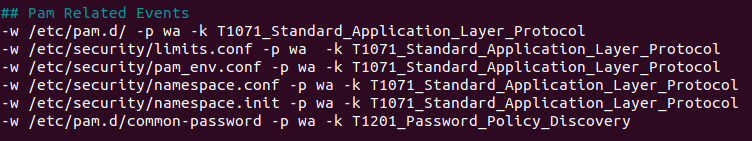 ## Pam Related Events
-w /etc/pam.d/ -p wa -k T1071_Standard_Application_Layer_Protocol
-w /etc/security/limits.conf -p wa  -k T1071_Standard_Application_Layer_Protocol
-w /etc/security/pam_env.conf -p wa -k T1071_Standard_Application_Layer_Protocol
-w /etc/security/namespace.conf -p wa -k T1071_Standard_Application_Layer_Protocol
-w /etc/security/namespace.init -p wa -k T1071_Standard_Application_Layer_Protocol
-w /etc/pam.d/common-password -p wa -k T1201_Password_Policy_Discovery